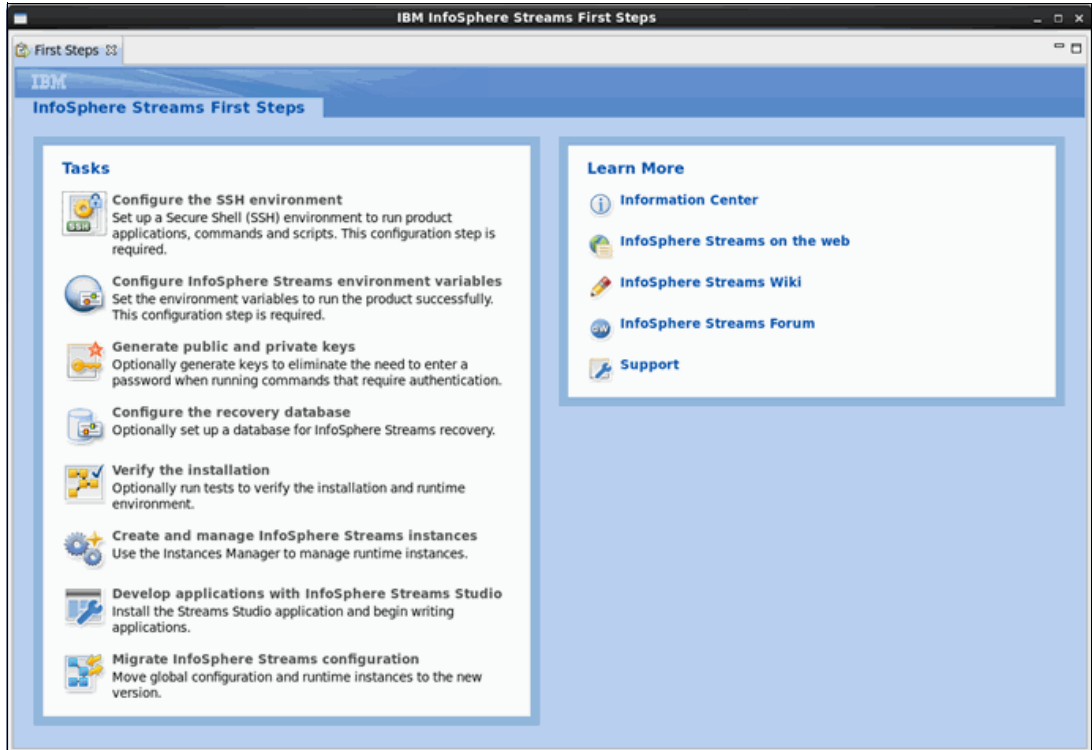 IBM InfoSphere Streams First Steps
First Steps
IBM
InfoSphere Streams First Steps
Tasks
Configure the SSH environment
SSH
Set up a Secure Shell (SSH) environment to run product
applications, commands and scripts. This configuration step is
required.
Configure InfoSphere Streams environment variables
Set the environment variables to run the product successfully.
This configuration step is required.
Generate public and private keys
Optionally generate keys to eliminate the need to enter a
password when running commands that require authentication.
Configure the recovery database
Optionally set up a database for InfoSphere Streams recovery.
Verify the installation
Optionally run tests to verify the installation and runtime
environment.
Create and manage InfoSphere Streams instances
Use the Instances Manager to manage runtime instances.
Develop applications with InfoSphere Streams Studio
Install the Streams Studio application and begin writing
applications.
Migrate InfoSphere Streams configuration
Move global configuration and runtime instances to the new
version.
Learn More
Information Center
InfoSphere Streams on the web
InfoSphere Streams Wiki
dW
InfoSphere Streams Forum
Support